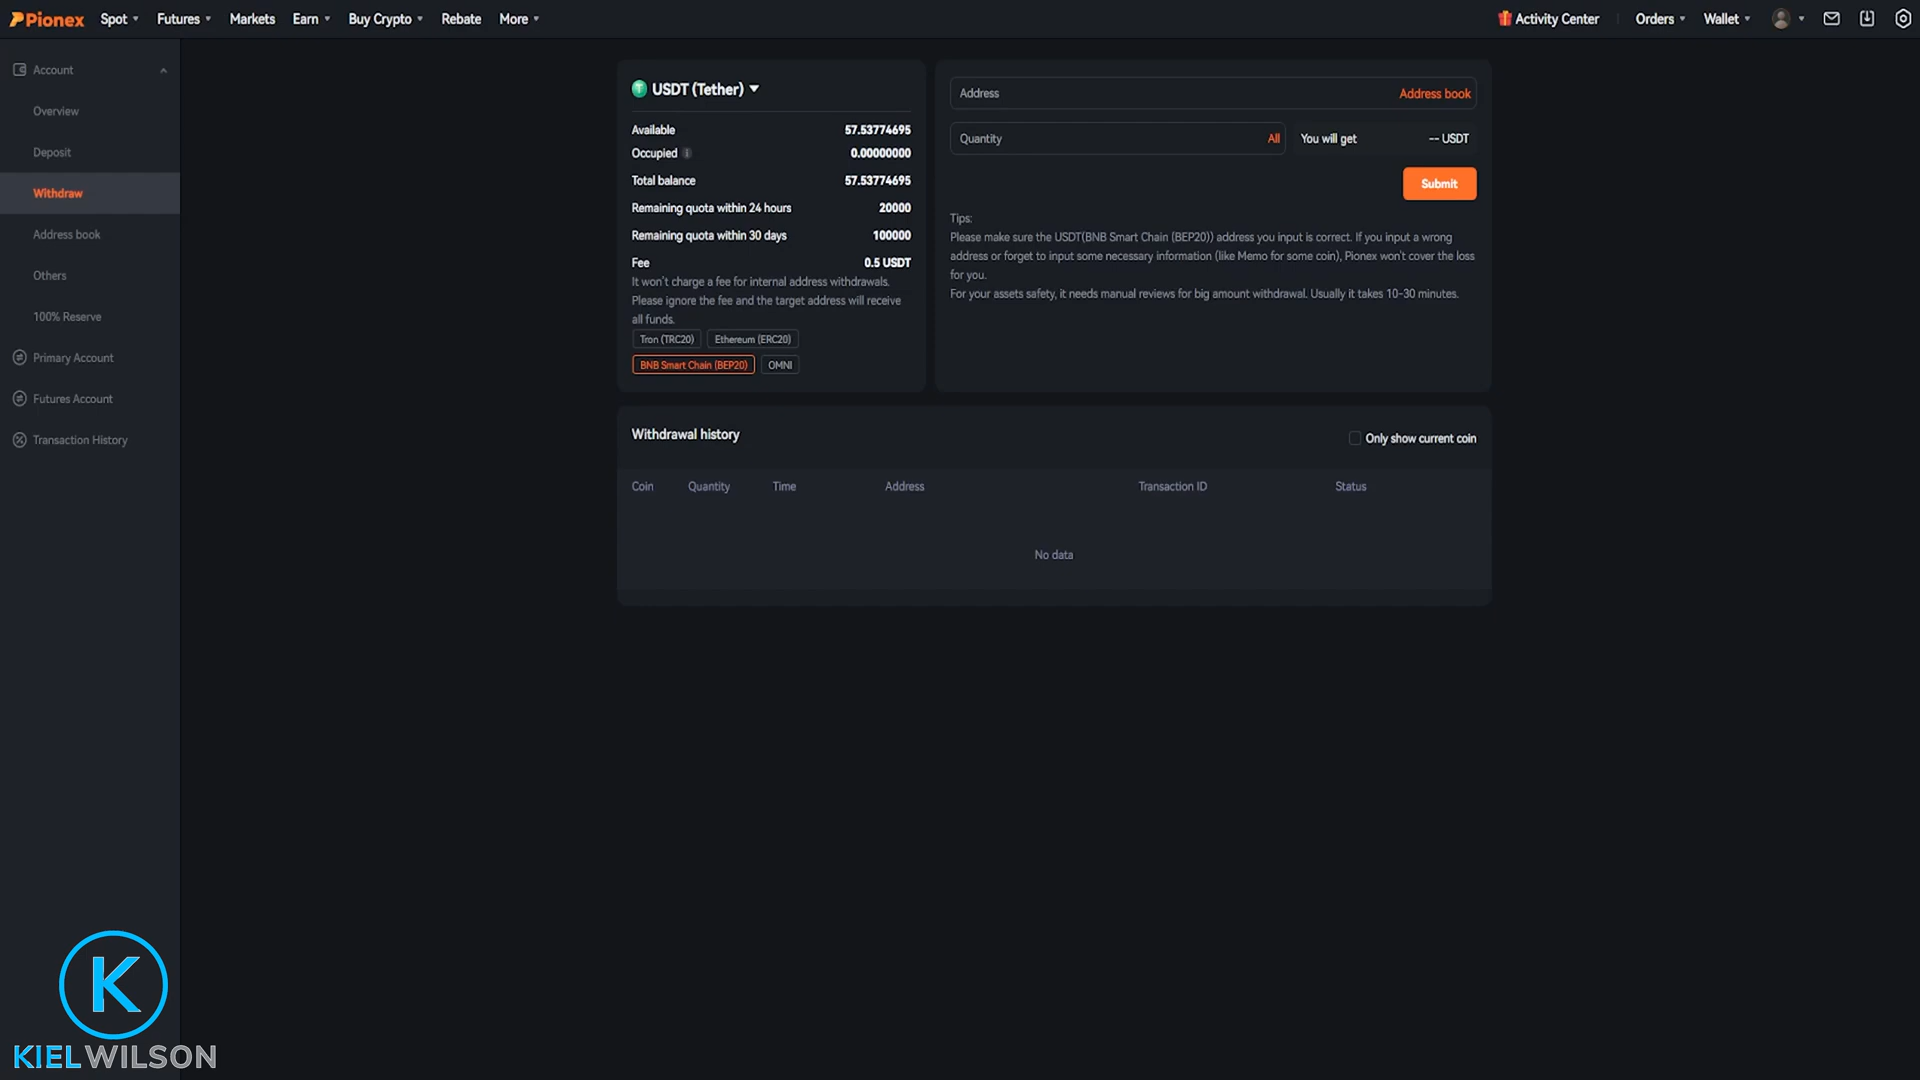 Pionex
Spot
Futures
Markets
Earn
Buy Crypto
Rebate
More
Activity Center
Orders
Wallet
Account
Overview
Deposit
Withdraw
Address book
Others
100% Reserve
Primary Account
Futures Account
Transaction History
USDT (Tether)
Available 57.53774695
Occupied 0.00000000
Total balance 57.53774695
Remaining quota within 24 hours 20000
Remaining quota within 30 days 100000
Fee 0.5 USDT
It won't charge a fee for internal address withdrawals.
Please ignore the fee and the target address will receive
all funds.
Tron (TRC20) Ethereum (ERC20)
BNB Smart Chain (BEP20) OMNI
Address Address book
Quantity All You will get -- USDT
Submit
Tips:
Please make sure the USDT(BNB Smart Chain (BEP20)) address you input is correct. If you input a wrong
address or forget to input some necessary information (like Memo for some coin), Pionex won't cover the loss
for you.
For your assets safety, it needs manual reviews for big amount withdrawal. Usually it takes 10-30 minutes.
Withdrawal history
Only show current coin
Coin Quantity Time Address Transaction ID Status
No data
K
KIELWILSON